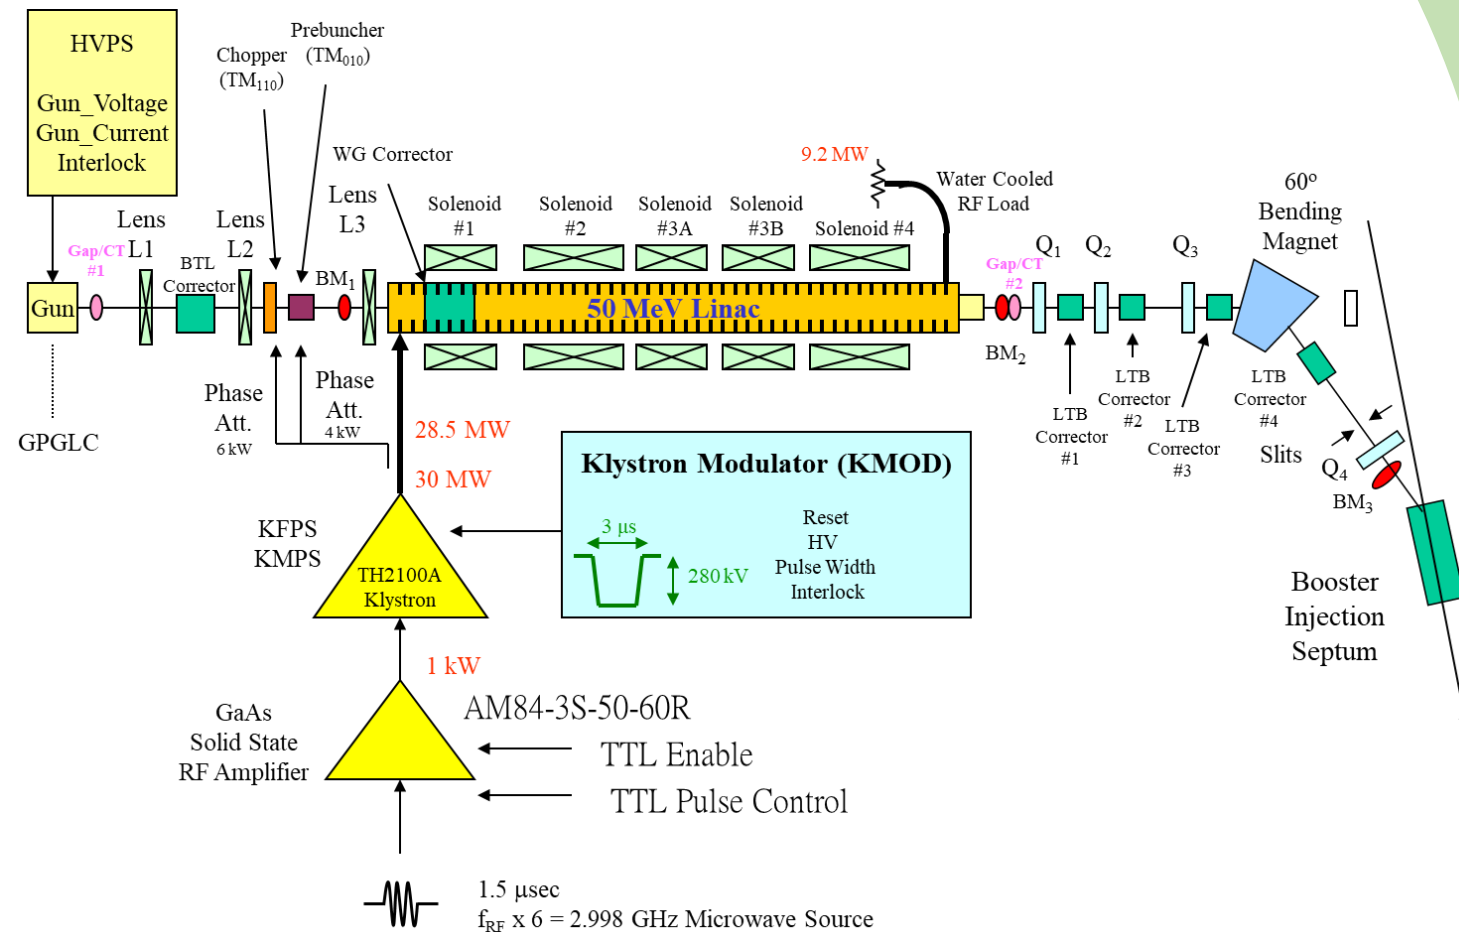 HVPS
Gun_Voltage
Gun_Current
Interlock
Chopper
(TM110)
Prebuncher
(TM010)
WG Corrector
Lens
L1
Lens
L2
Lens
L3
Gap/CT
#1
BTL
Corrector
BM1
Gun
GPGLC
Solenoid
#1
Solenoid
#2
Solenoid
#3A
Solenoid
#3B
Solenoid #4
9.2 MW
Water Cooled
RF Load
50 MeV Linac
Gap/CT
#2
BM2
Q1
Q2
Q3
60º
Bending
Magnet
LTB
Corrector
#1
LTB
Corrector
#2
LTB
Corrector
#3
LTB
Corrector
#4
Slits
Q4
BM3
Booster
Injection
Septum
Phase
Att.
6 kW
Phase
Att.
4 kW
28.5 MW
30 MW
KFPS
KMPS
TH2100A
Klystron
Klystron Modulator (KMOD)
3 μs
280 kV
Reset
HV
Pulse Width
Interlock
1 kW
GaAs
Solid State
RF Amplifier
AM84-3S-50-60R
TTL Enable
TTL Pulse Control
1.5 μsec
fRF x 6 = 2.998 GHz Microwave Source